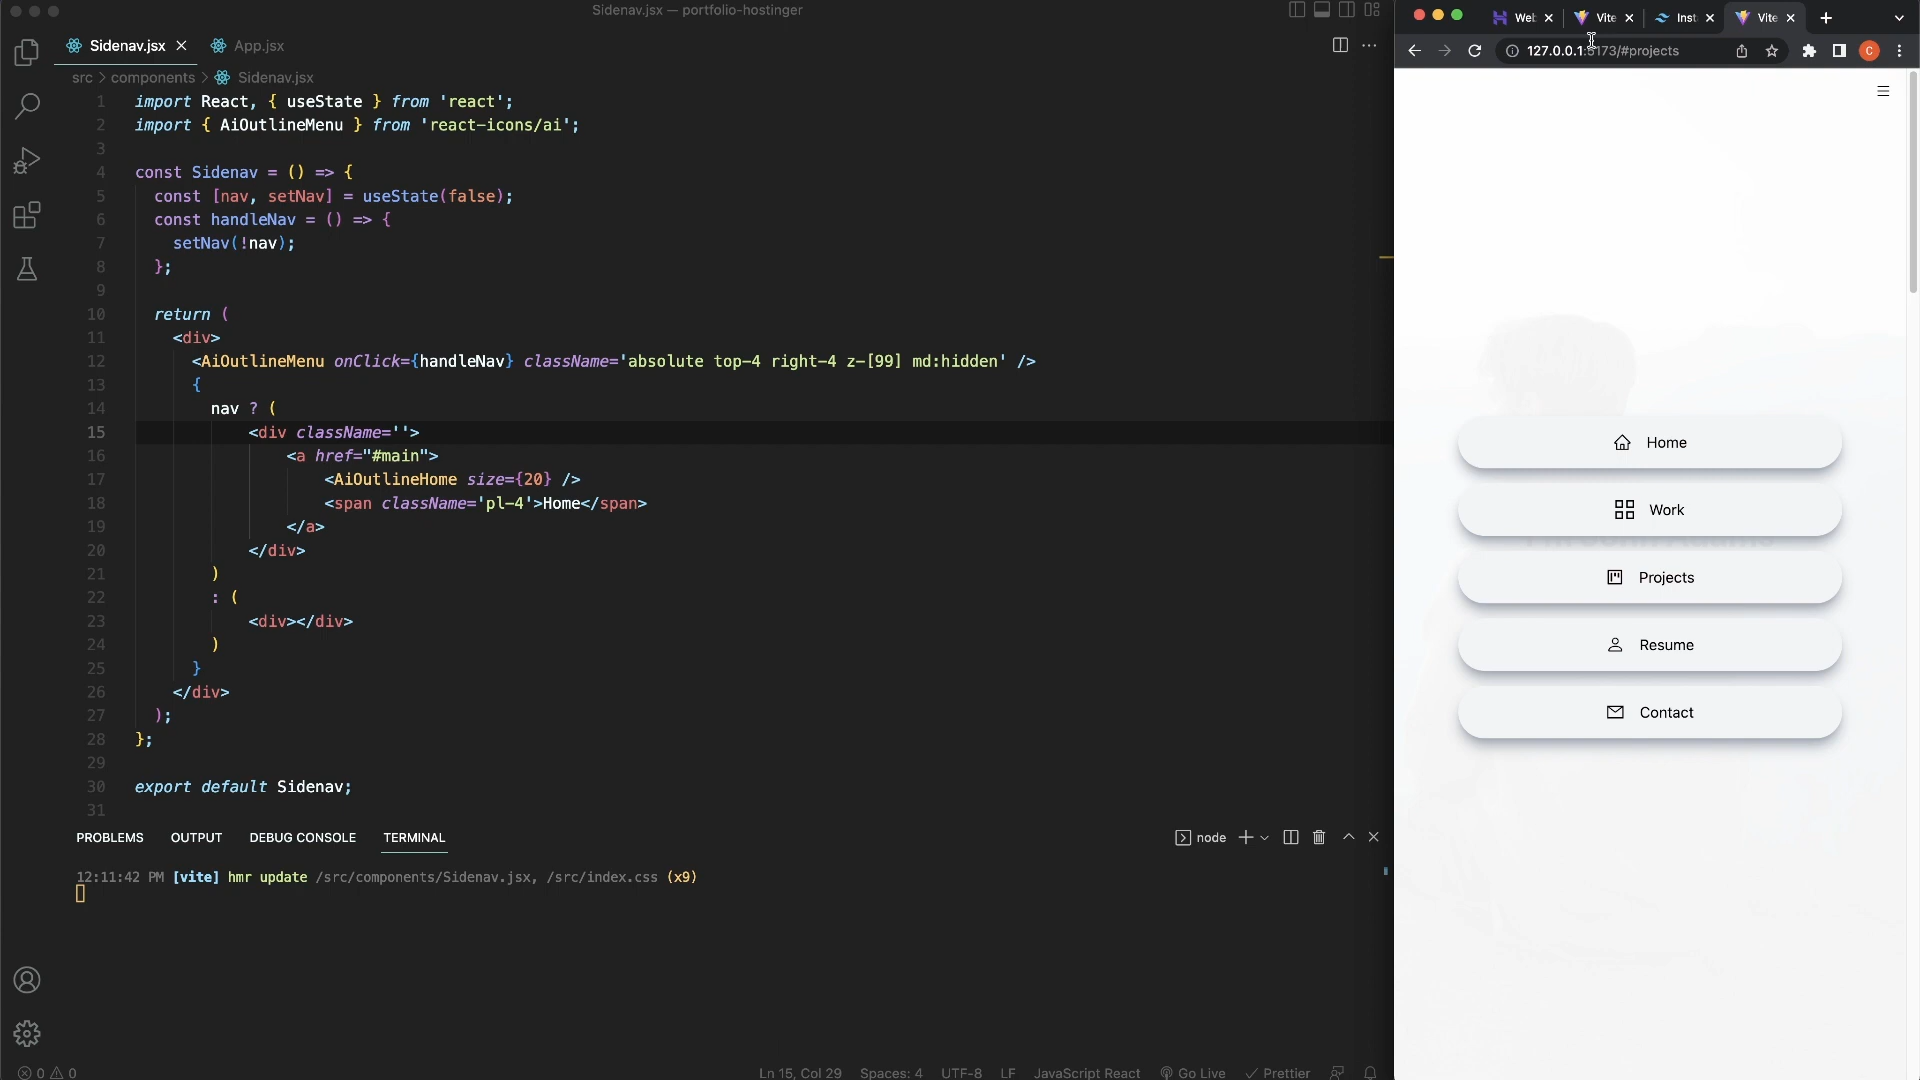 Sidenav.jsx — portfolio-hostinger
Sidenav.jsx
App.jsx
src > components > Sidenav.jsx
1 import React, { useState } from 'react';
2 import { AiOutlineMenu } from 'react-icons/ai';
3
4 const Sidenav = () => {
5 const [nav, setNav] = useState(false);
6 const handleNav = () => {
7 setNav(!nav);
8 };
9
10 return (
11 <div>
12 <AiOutlineMenu onClick={handleNav} className='absolute top-4 right-4 z-[99] md:hidden' />
13 {
14 nav ? (
15 <div className=''>
16 <a href="#main">
17 <AiOutlineHome size={20} />
18 <span className='pl-4'>Home</span>
19 </a>
20 </div>
21 )
22 : (
23 <div></div>
24 )
25 }
26 </div>
27 );
28 };
29
30 export default Sidenav;
31
PROBLEMS OUTPUT DEBUG CONSOLE TERMINAL
node
12:11:42 PM [vite] hmr update /src/components/Sidenav.jsx, /src/index.css (x9)
0 0
Ln 15, Col 29 Spaces: 4 UTF-8 LF JavaScript React Go Live Prettier
Web Vite Inst Vite
127.0.0.1:5173/#projects
C
Home
Work
I'm John Adams
Projects
Resume
Contact